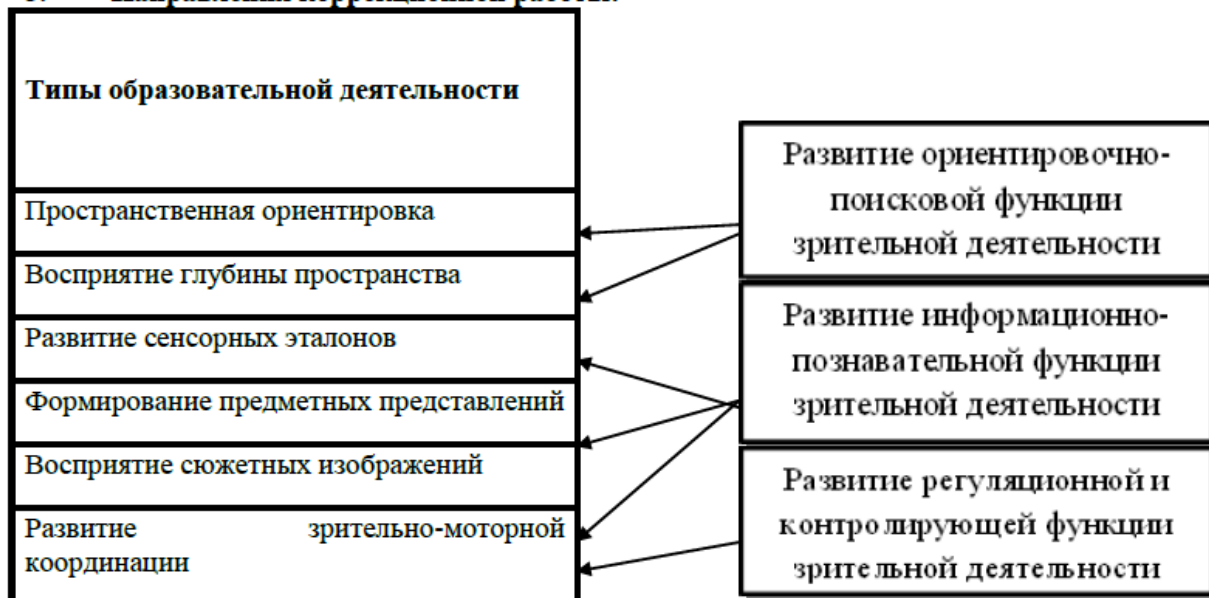 Типы образовательной деятельности
Пространственная ориентировка
Восприятие глубины пространства
Развитие сенсорных эталонов
Формирование предметных представлений
Восприятие сюжетных изображений
Развитие зрительно-моторной
координации
Развитие ориентировочно-
поисковой функции
зрительной деятельности
Развитие информационно-
познавательной функции
зрительной деятельности
Развитие регуляционной и
контролирующей функции
зрительной деятельности